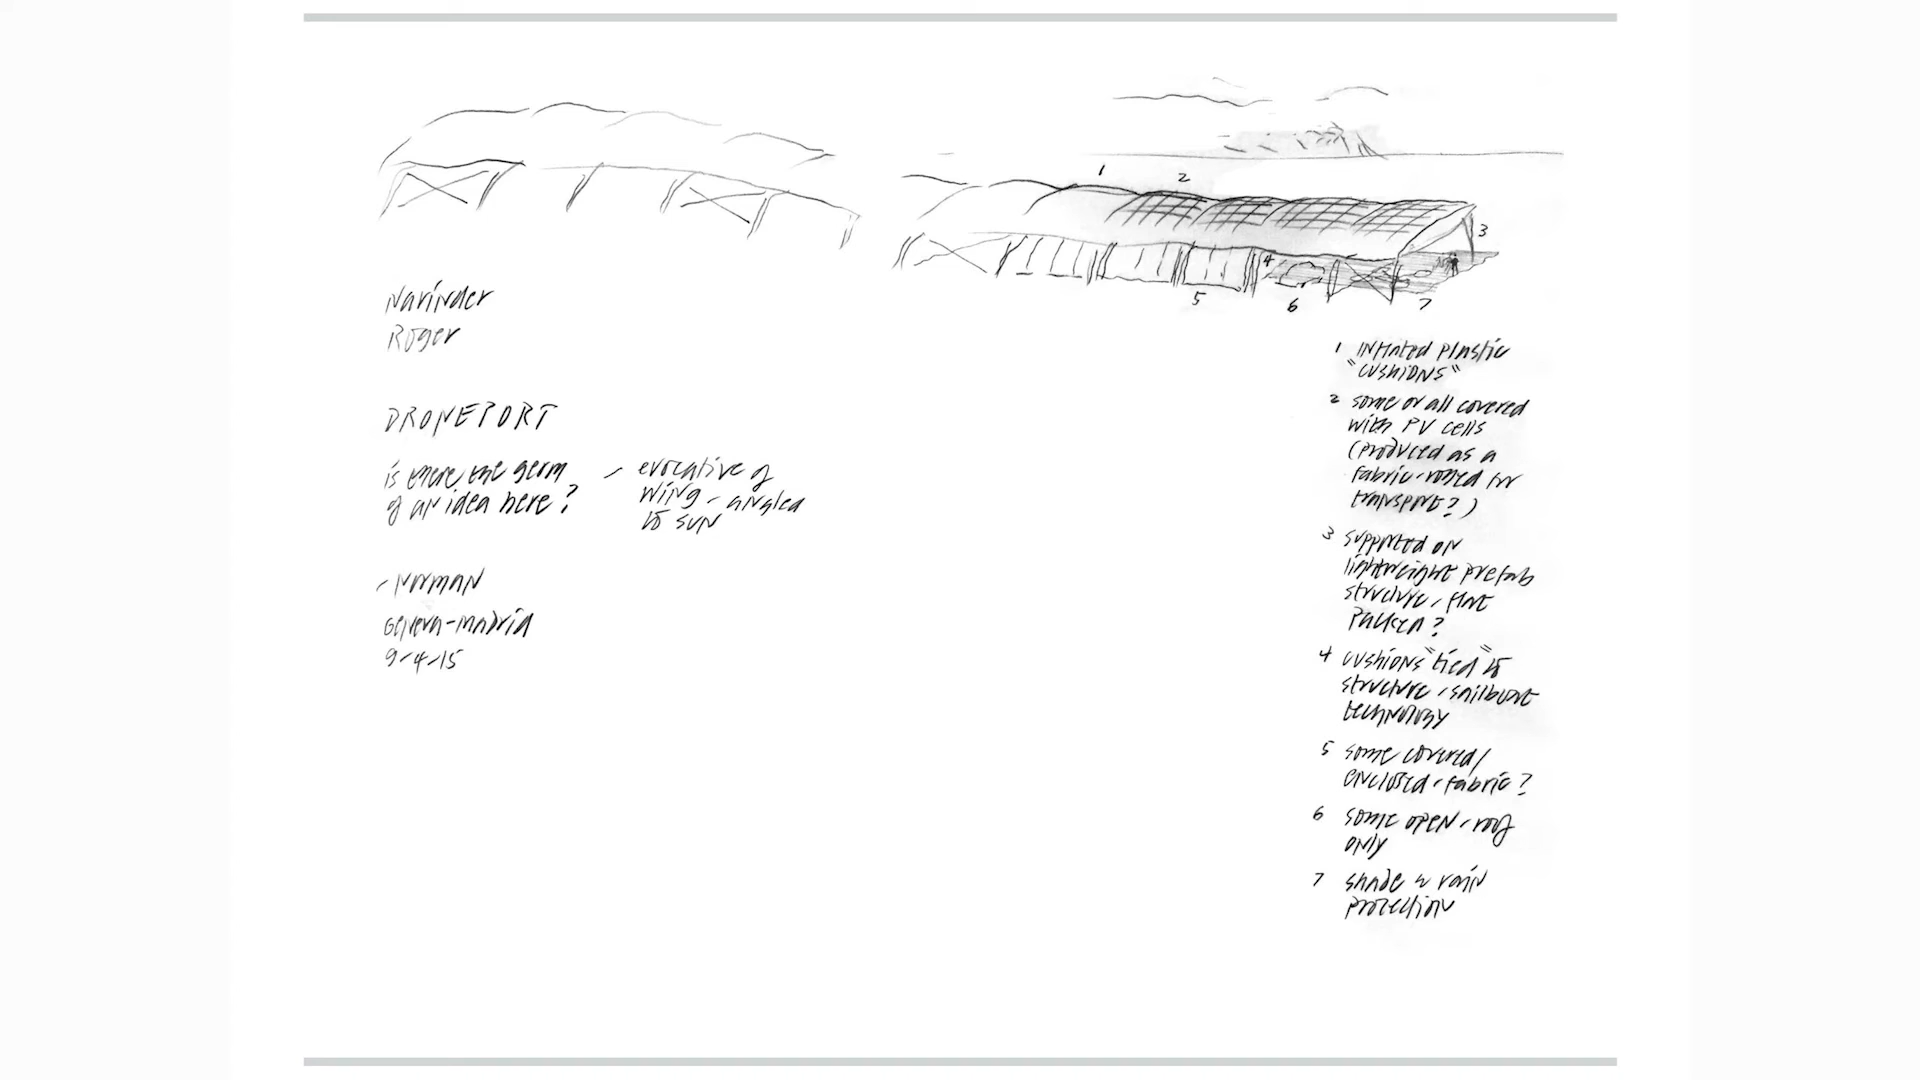 1
2
3
4
5
6
7
Narinder
Roger
DRONEPORT
is there the germ
of an idea here?
- evocative of
wing - angled
to sun
- Norman
Geneva-Madrid
9-4-15
1 INFlated Plastic
"CUSHIONS"
2 some or all covered
with PV cells
(produced as a
fabric-rolled for
transport?)
3 supported on
lightweight prefab
structure, flat
Packed?
4 cushions "tied" to
structure, sailboat
technology
5 some covered/
enclosed-fabric?
6 some open, roof
only
7 shade & rain
protection